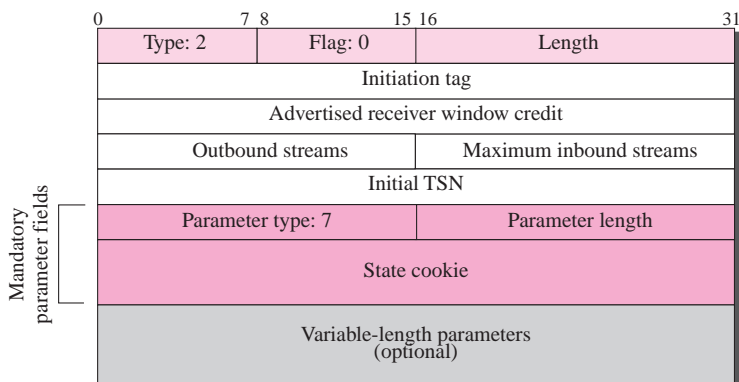 0 7 8 15 16 31
Type: 2 Flag: 0 Length
Initiation tag
Advertised receiver window credit
Outbound streams Maximum inbound streams
Initial TSN
Mandatory
parameter fields
Parameter type: 7 Parameter length
State cookie
Variable-length parameters
(optional)